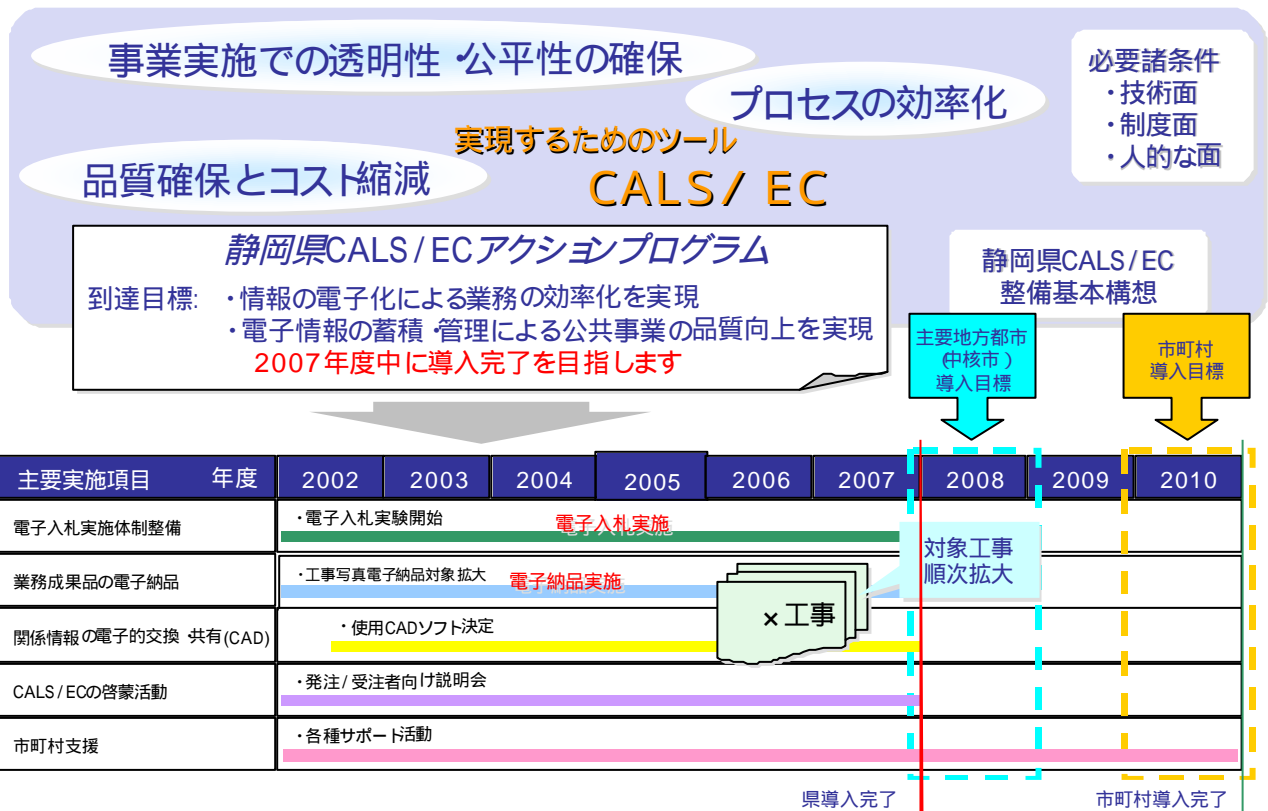 事業実施での透明性・公平性の確保
プロセスの効率化
必要諸条件
・技術面
・制度面
・人的な面
実現するためのツール
CALS/EC
品質確保とコスト縮減
静岡県CALS/ECアクションプログラム
到達目標: ・情報の電子化による業務の効率化を実現
・電子情報の蓄積・管理による公共事業の品質向上を実現
2007年度中に導入完了を目指します
静岡県CALS/EC
整備基本構想
主要地方都市
(中核市)
導入目標
市町村
導入目標
主要実施項目 年度 2002 2003 2004 2005 2006 2007 2008 2009 2010
電子入札実施体制整備 ・電子入札実験開始 電子入札実施
対象工事
順次拡大
業務成果品の電子納品 ・工事写真電子納品対象拡大 電子納品実施
×工事
関係情報の電子的交換・共有(CAD) ・使用CADソフト決定
CALS/ECの啓蒙活動 ・発注/受注者向け説明会
市町村支援 ・各種サポート活動
県導入完了 市町村導入完了